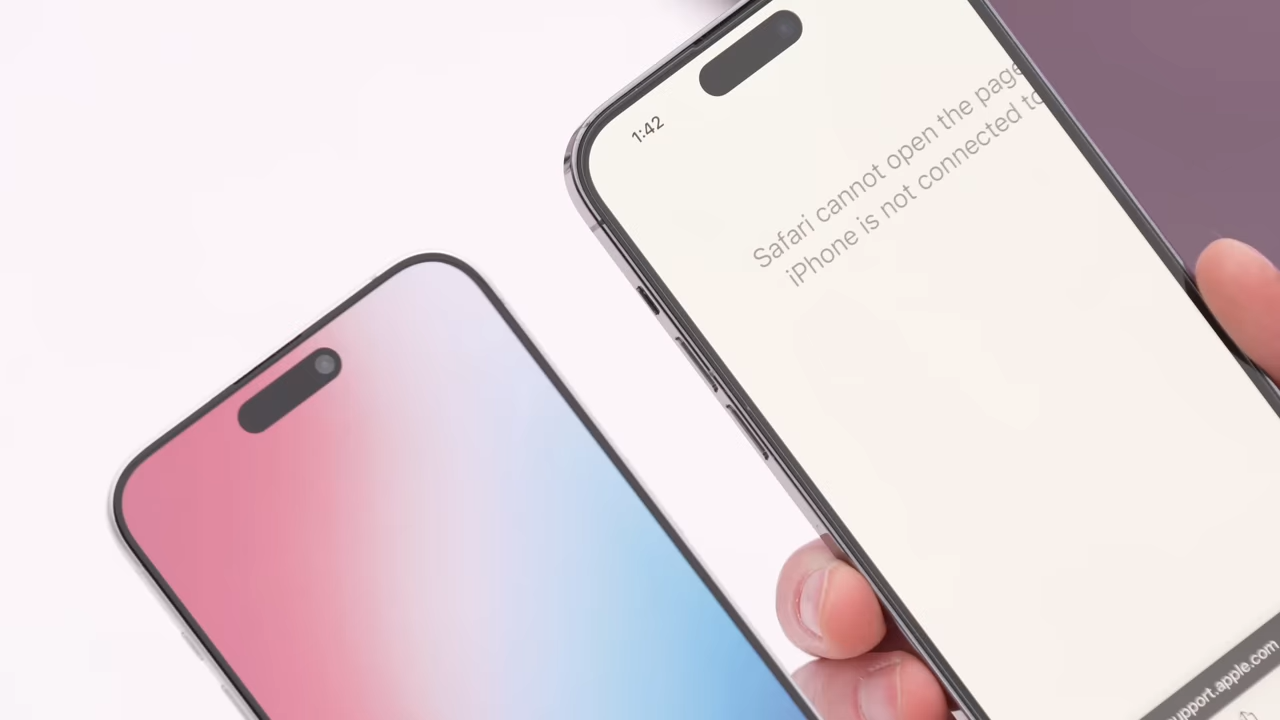 1:42
Safari cannot open the page
iPhone is not connected to
support.apple.com